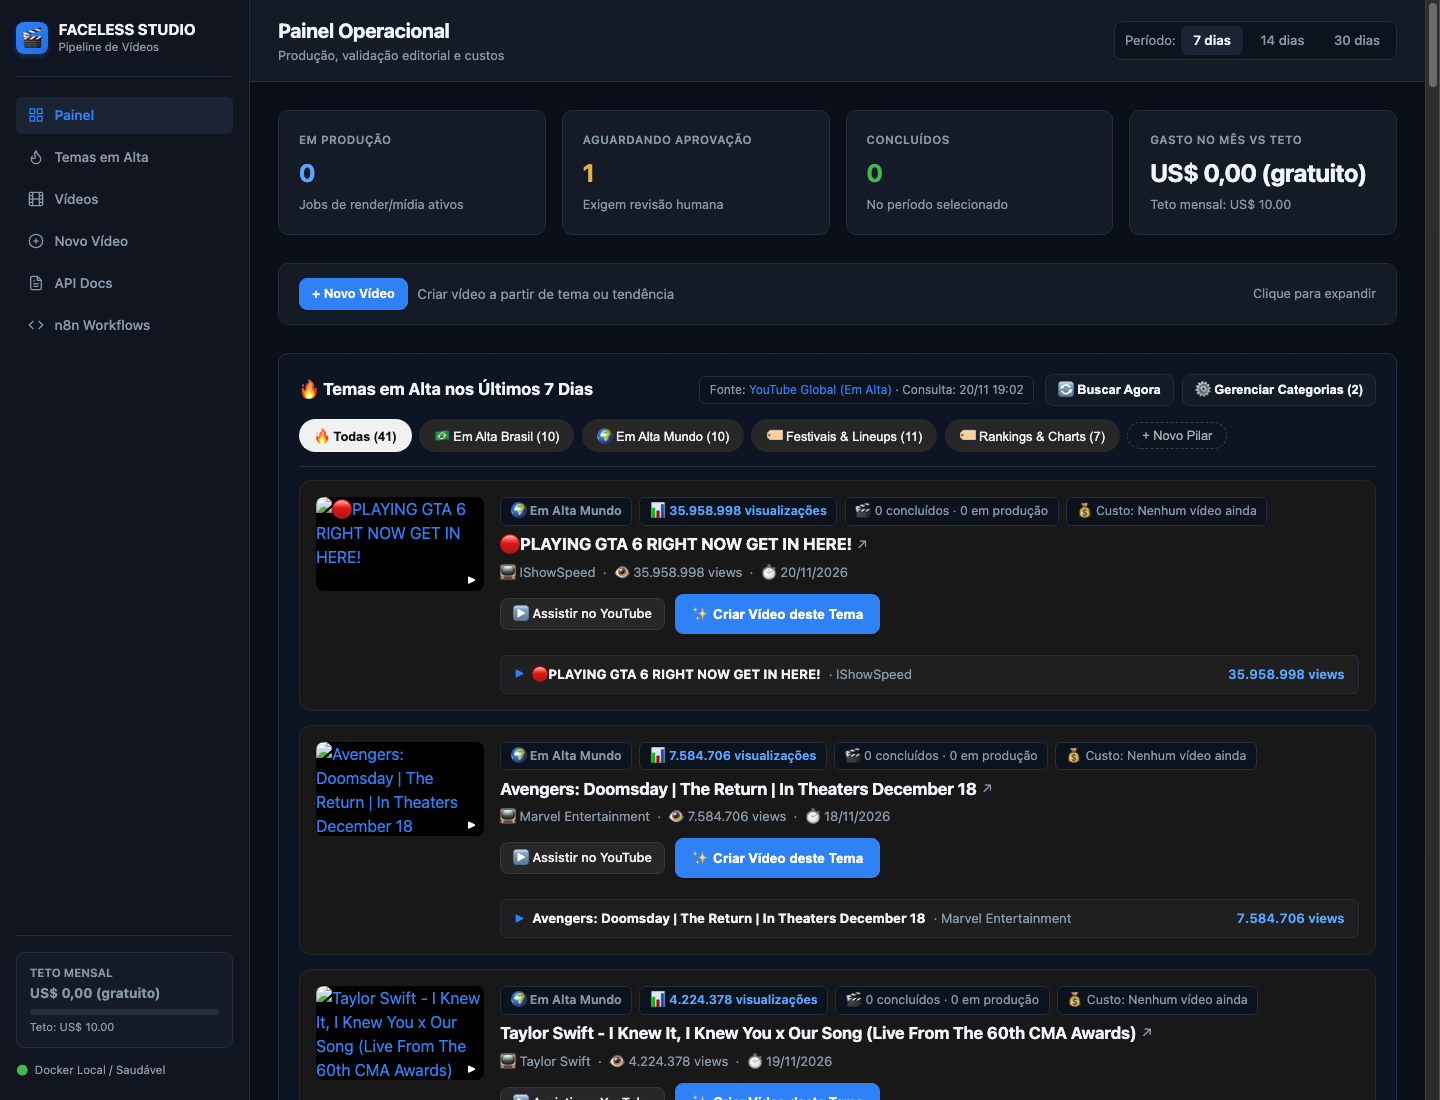 FACELESS STUDIO
Pipeline de Vídeos
Painel
Temas em Alta
Vídeos
Novo Vídeo
API Docs
n8n Workflows
TETO MENSAL
US$ 0,00 (gratuito)
Teto: US$ 10.00
Docker Local / Saudável
Painel Operacional
Produção, validação editorial e custos
Período: 7 dias 14 dias 30 dias
EM PRODUÇÃO
0
Jobs de render/mídia ativos
AGUARDANDO APROVAÇÃO
1
Exigem revisão humana
CONCLUÍDOS
0
No período selecionado
GASTO NO MÊS VS TETO
US$ 0,00 (gratuito)
Teto mensal: US$ 10.00
+ Novo Vídeo Criar vídeo a partir de tema ou tendência Clique para expandir
🔥 Temas em Alta nos Últimos 7 Dias Fonte: YouTube Global (Em Alta) · Consulta: 20/11 19:02 🔄 Buscar Agora ⚙️ Gerenciar Categorias (2)
🔥 Todas (41) 🇧🇷 Em Alta Brasil (10) 🌍 Em Alta Mundo (10) 🏷️ Festivais & Lineups (11) 🏷️ Rankings & Charts (7) + Novo Pilar
🔴PLAYING GTA 6
RIGHT NOW GET IN
HERE!
🌍 Em Alta Mundo 📊 35.958.998 visualizações 🎬 0 concluídos · 0 em produção 💰 Custo: Nenhum vídeo ainda
🔴PLAYING GTA 6 RIGHT NOW GET IN HERE! ↗
📺 IShowSpeed · 👁️ 35.958.998 views · ⏱️ 20/11/2026
▶️ Assistir no YouTube ✨ Criar Vídeo deste Tema
▶ 🔴PLAYING GTA 6 RIGHT NOW GET IN HERE! · IShowSpeed 35.958.998 views
Avengers:
Doomsday | The
Return | In Theaters
December 18
🌍 Em Alta Mundo 📊 7.584.706 visualizações 🎬 0 concluídos · 0 em produção 💰 Custo: Nenhum vídeo ainda
Avengers: Doomsday | The Return | In Theaters December 18 ↗
📺 Marvel Entertainment · 👁️ 7.584.706 views · ⏱️ 18/11/2026
▶️ Assistir no YouTube ✨ Criar Vídeo deste Tema
▶ Avengers: Doomsday | The Return | In Theaters December 18 · Marvel Entertainment 7.584.706 views
Taylor Swift - I Knew
It, I Knew You x Our
Song (Live From The
60th CMA Awards)
🌍 Em Alta Mundo 📊 4.224.378 visualizações 🎬 0 concluídos · 0 em produção 💰 Custo: Nenhum vídeo ainda
Taylor Swift - I Knew It, I Knew You x Our Song (Live From The 60th CMA Awards) ↗
📺 Taylor Swift · 👁️ 4.224.378 views · ⏱️ 19/11/2026
▶️ Assistir no YouTube ✨ Criar Vídeo deste Tema